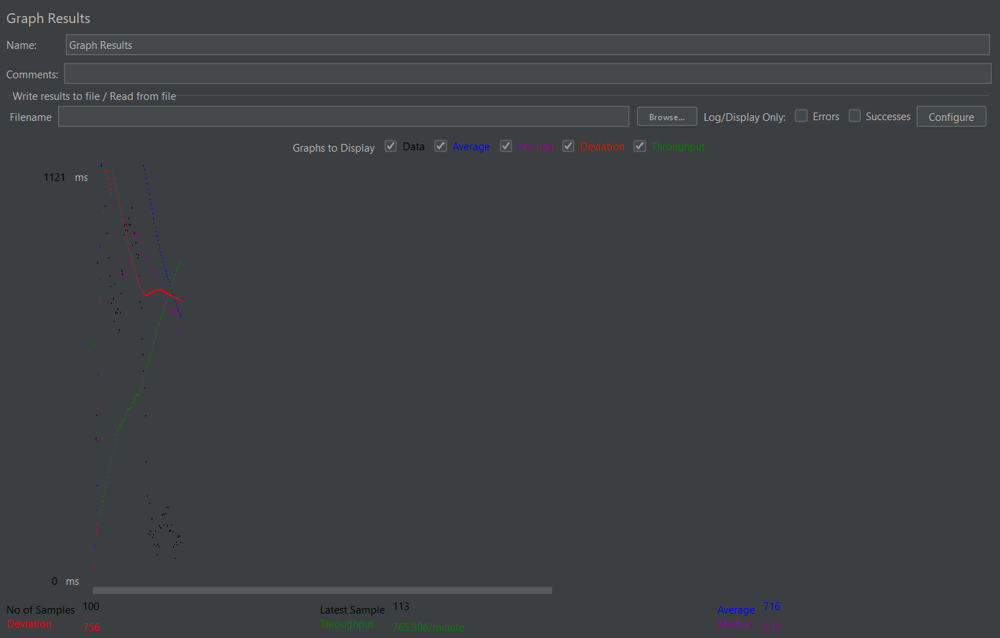 Graph Results
Name: Graph Results
Comments:
Write results to file / Read from file
Filename Browse... Log/Display Only: Errors Successes Configure
Graphs to Display Data Average Median Deviation Throughput
1121 ms
0 ms
No of Samples 100 Latest Sample 113 Average 716
Deviation 756 Throughput 765.306/minute Median 672